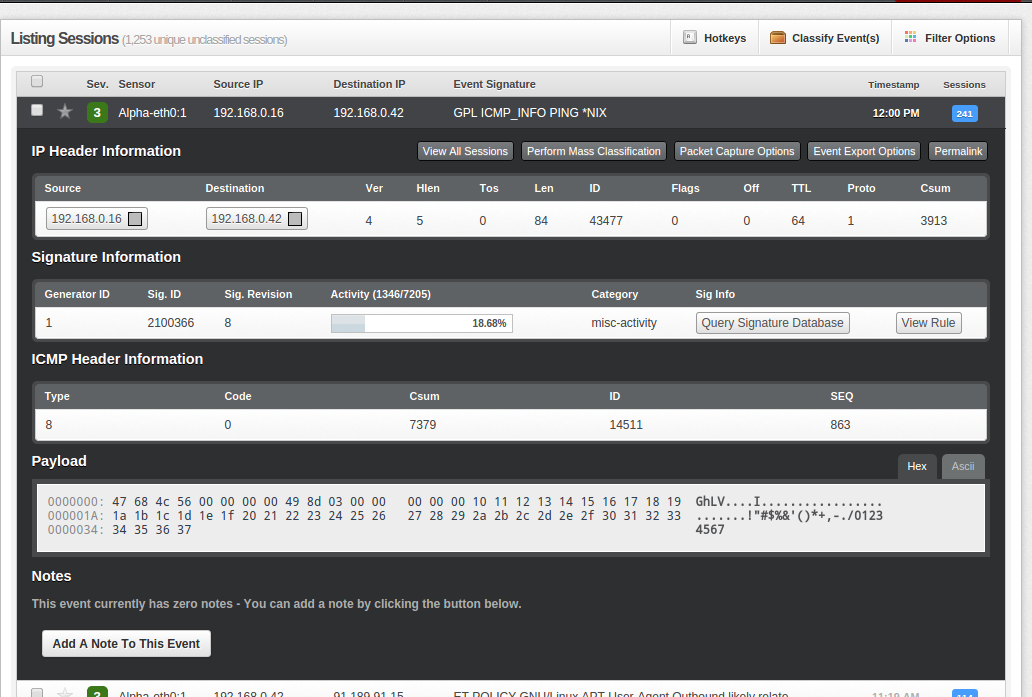 Listing Sessions (1,253 unique unclassified sessions) Hotkeys Classify Event(s) Filter Options
Sev. Sensor Source IP Destination IP Event Signature Timestamp Sessions
3 Alpha-eth0:1 192.168.0.16 192.168.0.42 GPL ICMP_INFO PING *NIX 12:00 PM 241
IP Header Information View All Sessions Perform Mass Classification Packet Capture Options Event Export Options Permalink
Source Destination Ver Hlen Tos Len ID Flags Off TTL Proto Csum
192.168.0.16 192.168.0.42 4 5 0 84 43477 0 0 64 1 3913
Signature Information
Generator ID Sig. ID Sig. Revision Activity (1346/7205) Category Sig Info
1 2100366 8 18.68% misc-activity Query Signature Database View Rule
ICMP Header Information
Type Code Csum ID SEQ
8 0 7379 14511 863
Payload Hex Ascii
0000000: 47 68 4c 56 00 00 00 00 49 8d 03 00 00 00 00 00 10 11 12 13 14 15 16 17 18 19 GhLV....I.................
000001A: 1a 1b 1c 1d 1e 1f 20 21 22 23 24 25 26 27 28 29 2a 2b 2c 2d 2e 2f 30 31 32 33 .......!"#$%&'()*+,-./0123
0000034: 34 35 36 37 4567
Notes
This event currently has zero notes - You can add a note by clicking the button below.
Add A Note To This Event
Alpha-eth0:1 192.168.0.42 91.189.91.15 ET POLICY GNU/Linux APT User-Agent Outbound likely relate 11:19 AM